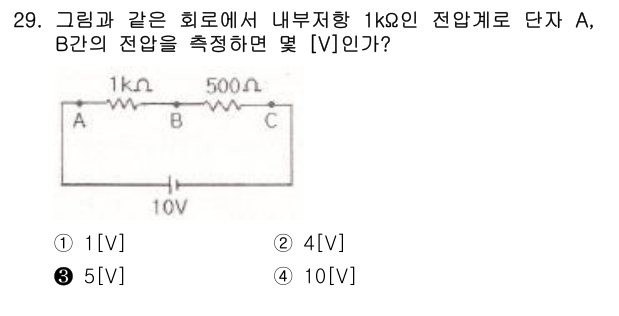 29. 그림과 같은 회로에서 내부저항 1kΩ인 전압계로 단자 A,
B간의 전압을 측정하면 몇 [V]인가?
1kΩ 500Ω
A B C
10V
① 1[V] ② 4[V]
❸ 5[V] ④ 10[V]